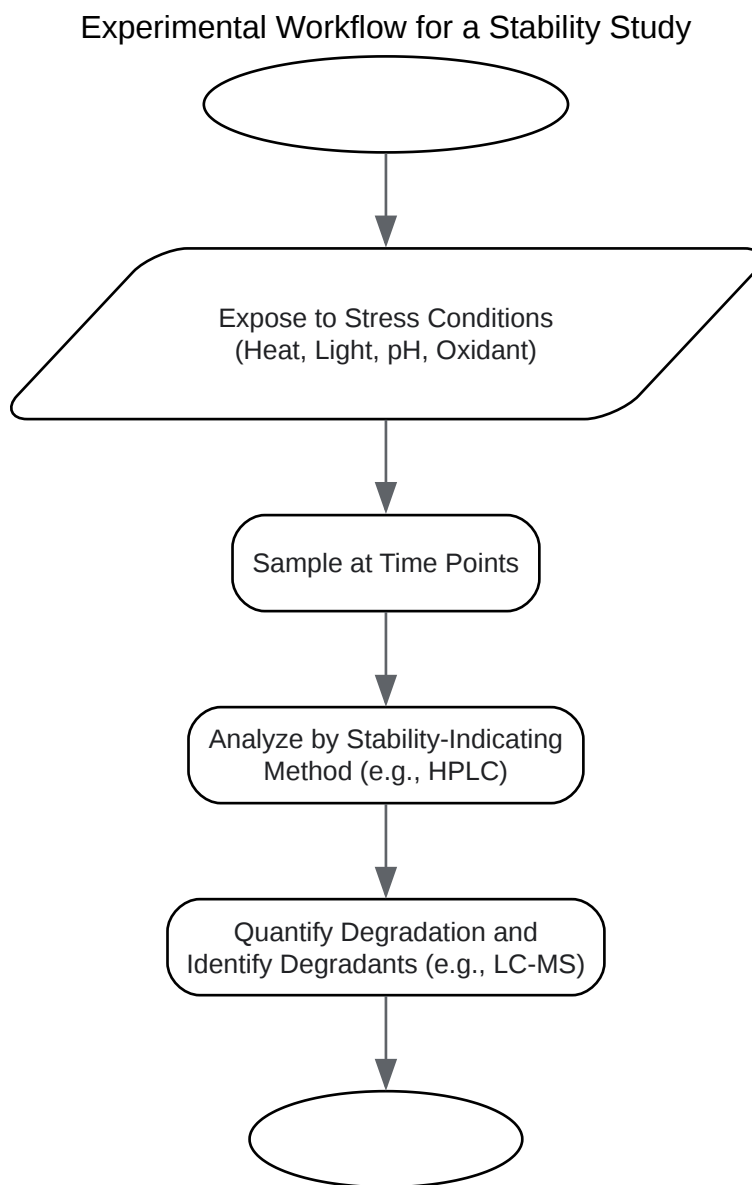 Experimental Workflow for a Stability Study
Expose to Stress Conditions
(Heat, Light, pH, Oxidant)
Sample at Time Points
Analyze by Stability-Indicating
Method (e.g., HPLC)
Quantify Degradation and
Identify Degradants (e.g., LC-MS)